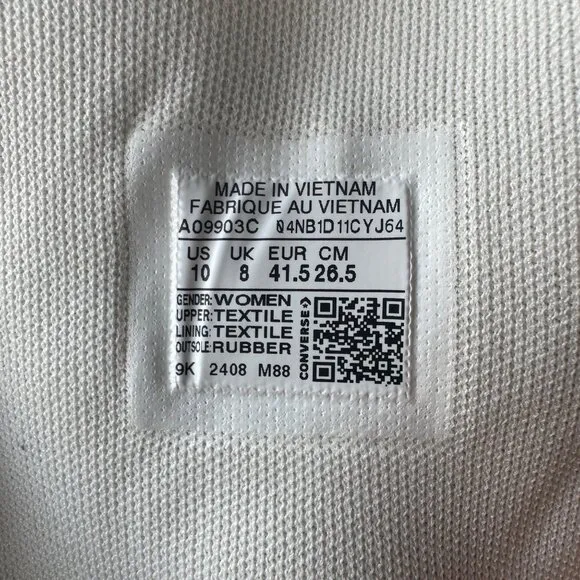 MADE IN VIETNAM
FABRIQUE AU VIETNAM
A09903C 04NB1D11CYJ64
US UK EUR CM
10 8 41.5 26.5
GENDER: WOMEN
UPPER: TEXTILE
LINING: TEXTILE
OUTSOLE: RUBBER
CONVERSE
9K 2408 M88